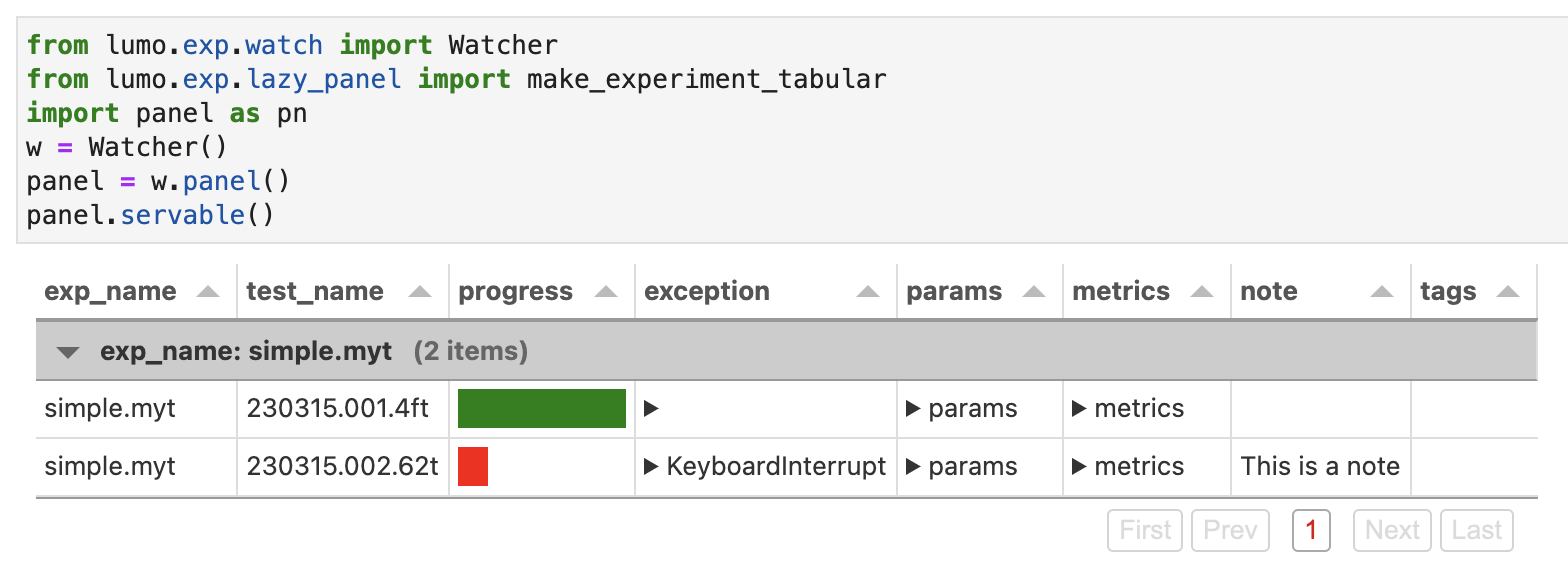 from lumo.exp.watch import Watcher
from lumo.exp.lazy_panel import make_experiment_tabular
import panel as pn
w = Watcher()
panel = w.panel()
panel.servable()
exp_name test_name progress exception params metrics note tags
exp_name: simple.myt (2 items)
simple.myt 230315.001.4ft params metrics
simple.myt 230315.002.62t KeyboardInterrupt params metrics This is a note
First Prev 1 Next Last